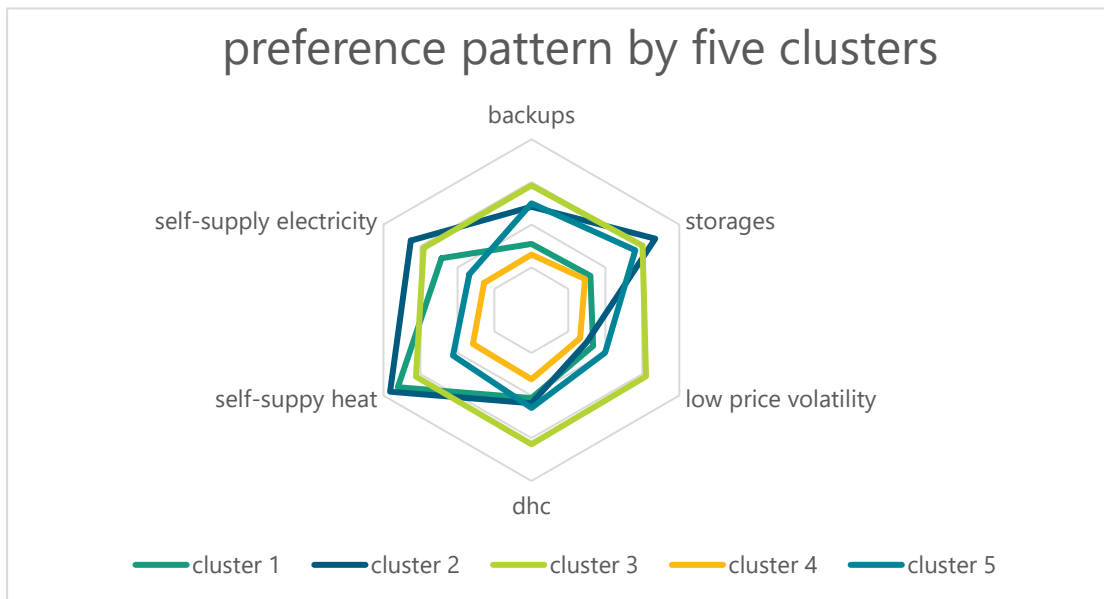 preference pattern by five clusters
backups
storages
low price volatility
dhc
self-suppy heat
self-supply electricity
cluster 1 cluster 2 cluster 3 cluster 4 cluster 5